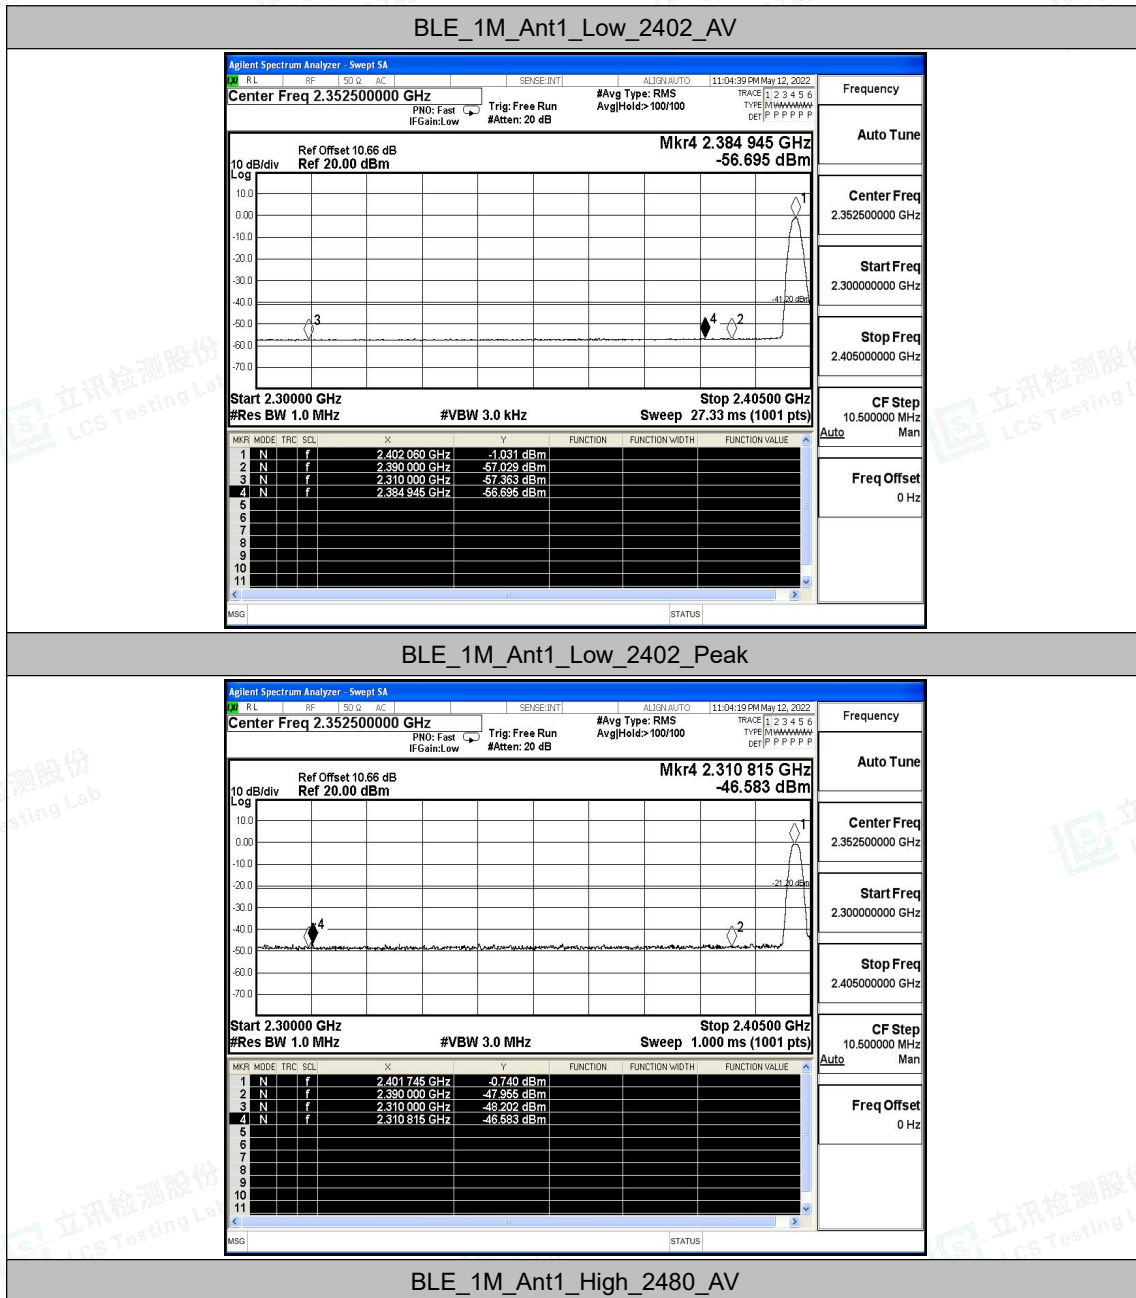 BLE_1M_Ant1_Low_2402_AV
Agilent Spectrum Analyzer - Swept SA
RL RF 50 Ω AC SENSE:INT ALIGN AUTO 11:04:39 PM May 12, 2022
Center Freq 2.352500000 GHz #Avg Type: RMS TRACE 1 2 3 4 5 6
PNO: Fast Trig: Free Run Avg|Hold:> 100/100 TYPE M
IFGain:Low #Atten: 20 dB DET P P P P P P
Frequency
Mkr4 2.384 945 GHz
-56.695 dBm
Ref Offset 10.66 dB
10 dB/div Ref 20.00 dBm
Log
10.0
0.00
-10.0
-20.0
-30.0
-40.0
-50.0
-60.0
-70.0
1
-41.20 dBm
3
4
2
Start 2.30000 GHz Stop 2.40500 GHz
#Res BW 1.0 MHz #VBW 3.0 kHz Sweep 27.33 ms (1001 pts)
MKR MODE TRC SCL X Y FUNCTION FUNCTION WIDTH FUNCTION VALUE
1 N f 2.402 060 GHz -1.031 dBm
2 N f 2.390 000 GHz -57.029 dBm
3 N f 2.310 000 GHz -57.363 dBm
4 N f 2.384 945 GHz -56.695 dBm
5
6
7
8
9
10
11
MSG STATUS
Auto Tune
Center Freq
2.352500000 GHz
Start Freq
2.300000000 GHz
Stop Freq
2.405000000 GHz
CF Step
10.500000 MHz
Auto Man
Freq Offset
0 Hz
BLE_1M_Ant1_Low_2402_Peak
Agilent Spectrum Analyzer - Swept SA
RL RF 50 Ω AC SENSE:INT ALIGN AUTO 11:04:19 PM May 12, 2022
Center Freq 2.352500000 GHz #Avg Type: RMS TRACE 1 2 3 4 5 6
PNO: Fast Trig: Free Run Avg|Hold:> 100/100 TYPE M
IFGain:Low #Atten: 20 dB DET P P P P P P
Frequency
Mkr4 2.310 815 GHz
-46.583 dBm
Ref Offset 10.66 dB
10 dB/div Ref 20.00 dBm
Log
10.0
0.00
-10.0
-20.0
-30.0
-40.0
-50.0
-60.0
-70.0
1
-21.20 dBm
4
2
Start 2.30000 GHz Stop 2.40500 GHz
#Res BW 1.0 MHz #VBW 3.0 MHz Sweep 1.000 ms (1001 pts)
MKR MODE TRC SCL X Y FUNCTION FUNCTION WIDTH FUNCTION VALUE
1 N f 2.401 745 GHz -0.740 dBm
2 N f 2.390 000 GHz -47.955 dBm
3 N f 2.310 000 GHz -48.202 dBm
4 N f 2.310 815 GHz -46.583 dBm
5
6
7
8
9
10
11
MSG STATUS
Auto Tune
Center Freq
2.352500000 GHz
Start Freq
2.300000000 GHz
Stop Freq
2.405000000 GHz
CF Step
10.500000 MHz
Auto Man
Freq Offset
0 Hz
BLE_1M_Ant1_High_2480_AV
立讯检测股份
LCS Testing Lab